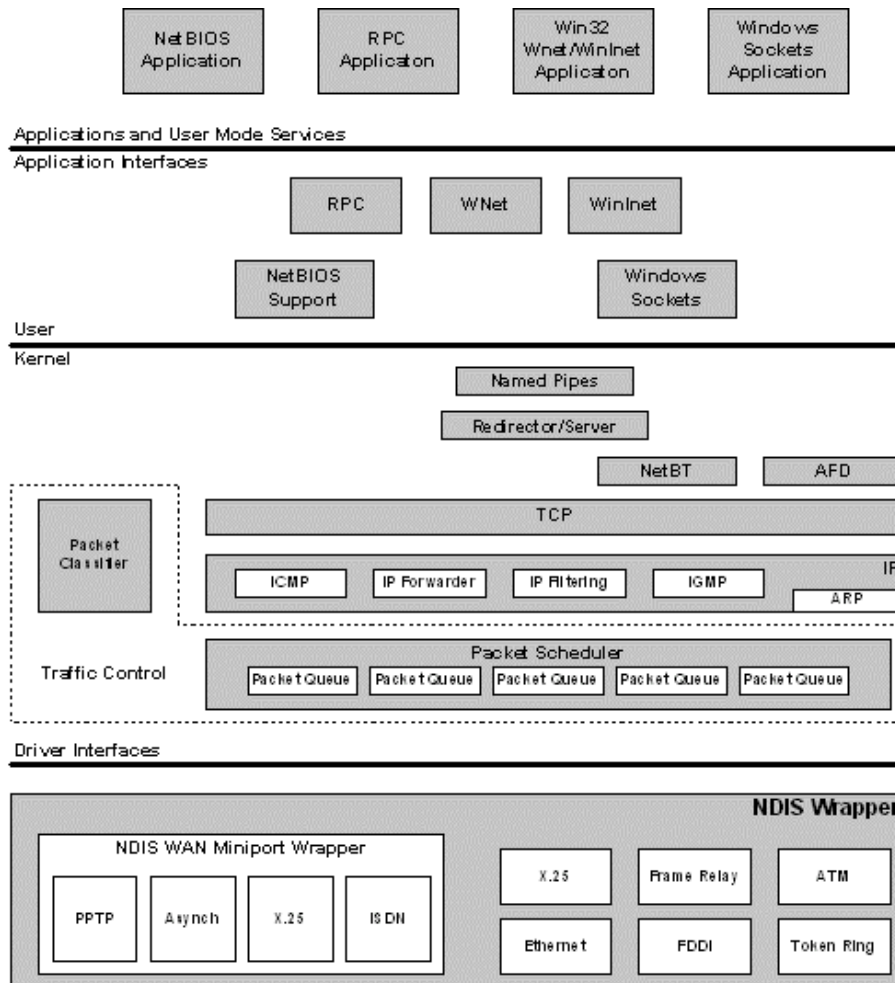 NetBIOS
Application
RPC
Applicaton
Win32
Wnet/WinInet
Applicaton
Windows
Sockets
Application
Applications and User Mode Services
Application Interfaces
RPC
WNet
WinInet
NetBIOS
Support
Windows
Sockets
User
Kernel
Named Pipes
Redirector/Server
NetBT
AFD
Packet
Classifier
TCP
IP
ICMP
IP Forwarder
IP Filtering
IGMP
ARP
Traffic Control
Packet Scheduler
Packet Queue
Packet Queue
Packet Queue
Packet Queue
Packet Queue
Driver Interfaces
NDIS Wrapper
NDIS WAN Miniport Wrapper
PPTP
Asynch
X.25
ISDN
X.25
Frame Relay
ATM
Ethernet
FDDI
Token Ring